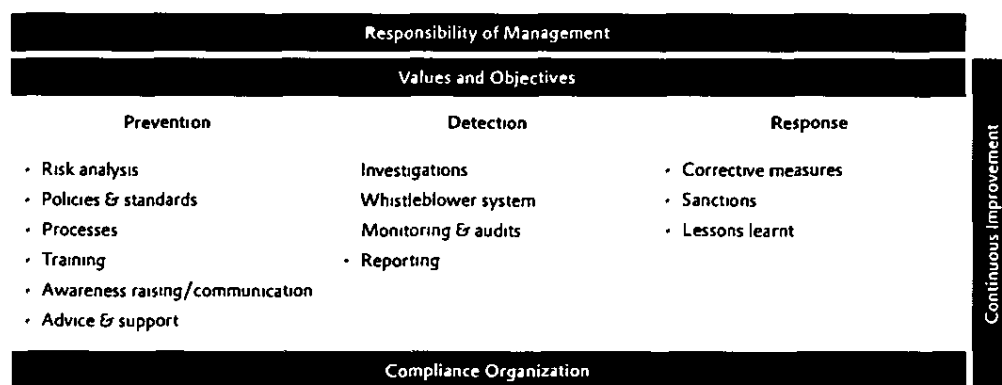 Responsibility of Management
Values and Objectives
Prevention
• Risk analysis
• Policies & standards
• Processes
• Training
• Awareness raising/communication
• Advice & support
Detection
Investigations
Whistleblower system
Monitoring & audits
• Reporting
Response
• Corrective measures
• Sanctions
• Lessons learnt
Compliance Organization
Continuous Improvement